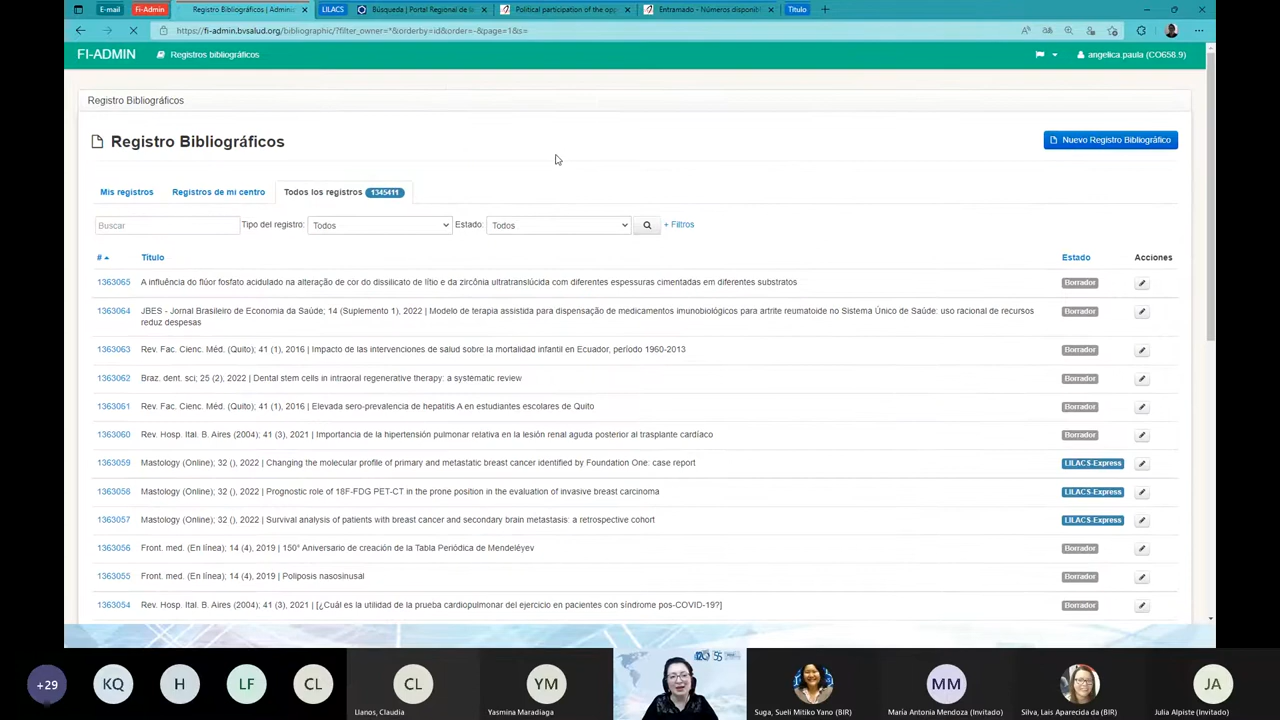 E-mail
Fi-Admin
Registro Bibliográficos | Adminis
LILACS
Búsqueda | Portal Regional de la
Political participation of the opp
Entramado - Números disponibl
Titulo
https://fi-admin.bvsalud.org/bibliographic/?filter_owner=*&orderby=id&order=-&page=1&s=
FI-ADMIN
Registros bibliográficos
angelica paula (CO658.9)
Registro Bibliográficos
Registro Bibliográficos
Nuevo Registro Bibliográfico
Mis registros
Registros de mi centro
Todos los registros 1345411
Buscar
Tipo del registro: Todos
Estado: Todos
+ Filtros
# Título Estado Acciones
1363065 A influência do flúor fosfato acidulado na alteração de cor do dissilicato de lítio e da zircônia ultratranslúcida com diferentes espessuras cimentadas em diferentes substratos Borrador
1363064 JBES - Jornal Brasileiro de Economia da Saúde; 14 (Suplemento 1), 2022 | Modelo de terapia assistida para dispensação de medicamentos imunobiológicos para artrite reumatoide no Sistema Único de Saúde: uso racional de recursos Borrador
reduz despesas
1363063 Rev. Fac. Cienc. Méd. (Quito); 41 (1), 2016 | Impacto de las intervenciones de salud sobre la mortalidad infantil en Ecuador, período 1960-2013 Borrador
1363062 Braz. dent. sci; 25 (2), 2022 | Dental stem cells in intraoral regenerative therapy: a systematic review Borrador
1363061 Rev. Fac. Cienc. Méd. (Quito); 41 (1), 2016 | Elevada sero-prevalencia de hepatitis A en estudiantes escolares de Quito Borrador
1363060 Rev. Hosp. Ital. B. Aires (2004); 41 (3), 2021 | Importancia de la hipertensión pulmonar relativa en la lesión renal aguda posterior al trasplante cardíaco Borrador
1363059 Mastology (Online); 32 (), 2022 | Changing the molecular profile of primary and metastatic breast cancer identified by Foundation One: case report LILACS-Express
1363058 Mastology (Online); 32 (), 2022 | Prognostic role of 18F-FDG PET-CT in the prone position in the evaluation of invasive breast carcinoma LILACS-Express
1363057 Mastology (Online); 32 (), 2022 | Survival analysis of patients with breast cancer and secondary brain metastasis: a retrospective cohort LILACS-Express
1363056 Front. med. (En línea); 14 (4), 2019 | 150° Aniversario de creación de la Tabla Periódica de Mendeléyev Borrador
1363055 Front. med. (En línea); 14 (4), 2019 | Poliposis nasosinusal Borrador
1363054 Rev. Hosp. Ital. B. Aires (2004); 41 (3), 2021 | [¿Cuál es la utilidad de la prueba cardiopulmonar del ejercicio en pacientes con síndrome pos-COVID-19?] Borrador
+29
KQ
H
LF
CL
CL
YM
MM
JA
Llanos, Claudia
Yasmina Maradiaga
Suga, Sueli Mitiko Yano (BIR)
María Antonia Mendoza (Invitado)
Silva, Lais Aparecida da (BIR)
Julia Alpiste (Invitado)